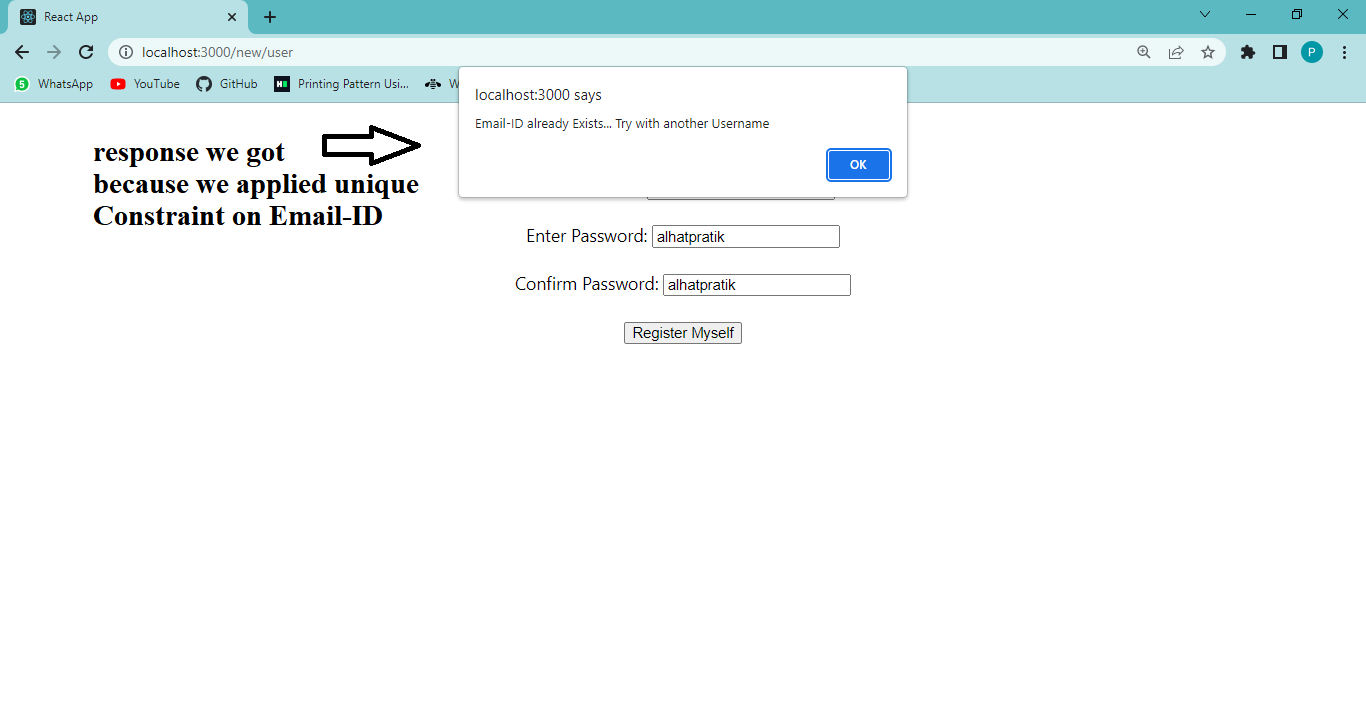 React App
localhost:3000/new/user
P
5 WhatsApp YouTube GitHub Printing Pattern Usi... W
localhost:3000 says
Email-ID already Exists... Try with another Username
OK
response we got
because we applied unique
Constraint on Email-ID
Enter Password: alhatpratik
Confirm Password: alhatpratik
Register Myself